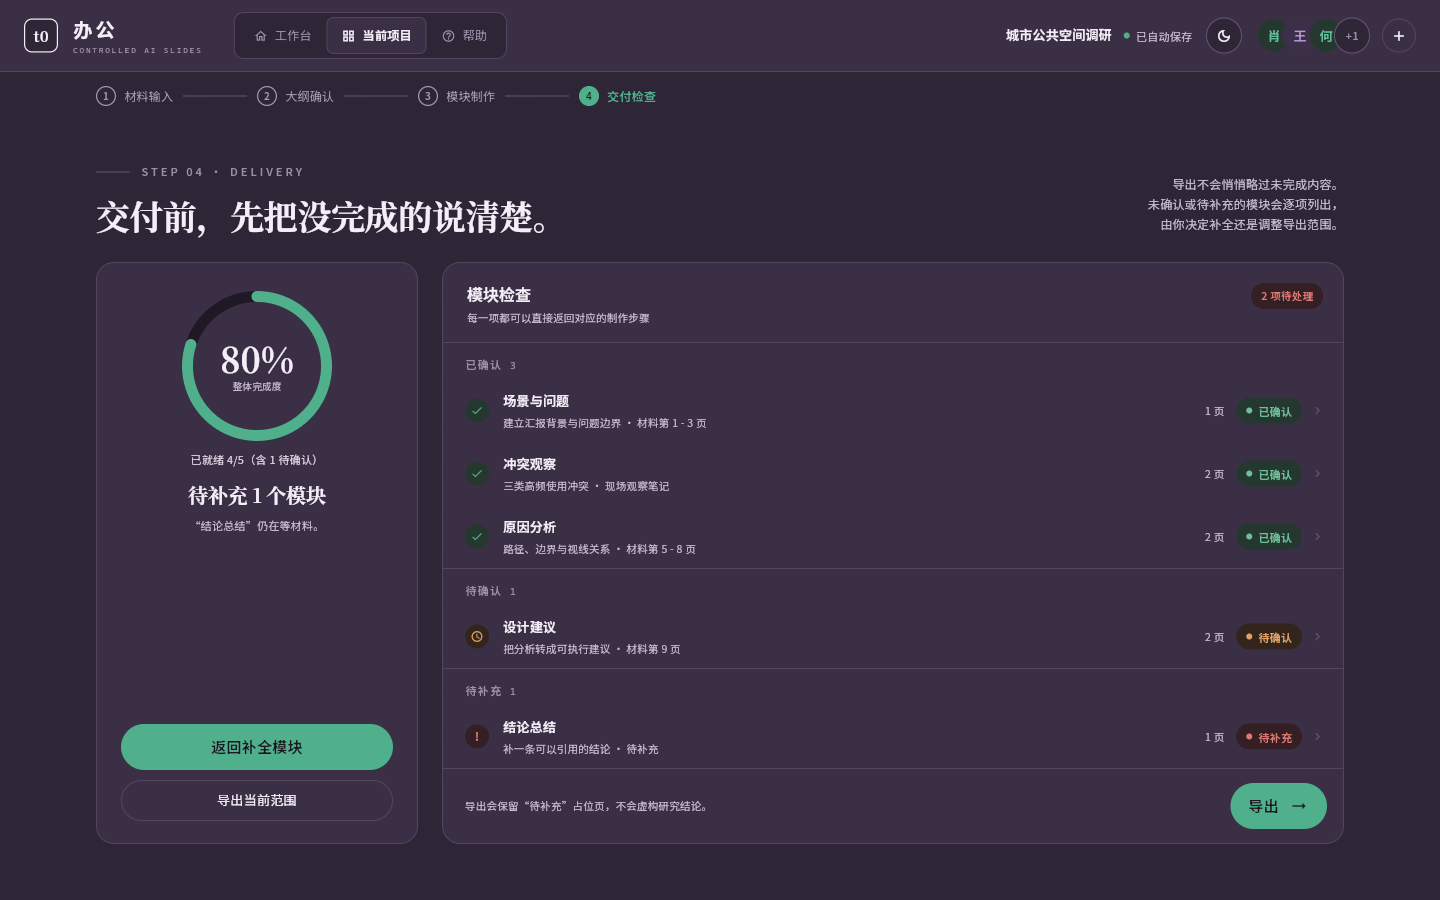 t0
办公
CONTROLLED AI SLIDES
工作台
当前项目
帮助
城市公共空间调研
已自动保存
肖
王
何
+1
1 材料输入
2 大纲确认
3 模块制作
4 交付检查
STEP 04 • DELIVERY
交付前，先把没完成的说清楚。
导出不会悄悄略过未完成内容。
未确认或待补充的模块会逐项列出，
由你决定补全还是调整导出范围。
80%
整体完成度
已就绪 4/5（含 1 待确认）
待补充 1 个模块
“结论总结”仍在等材料。
返回补全模块
导出当前范围
模块检查
每一项都可以直接返回对应的制作步骤
2 项待处理
已确认 3
场景与问题
建立汇报背景与问题边界 • 材料第 1 - 3 页
1 页
已确认
冲突观察
三类高频使用冲突 • 现场观察笔记
2 页
已确认
原因分析
路径、边界与视线关系 • 材料第 5 - 8 页
2 页
已确认
待确认 1
设计建议
把分析转成可执行建议 • 材料第 9 页
2 页
待确认
待补充 1
结论总结
补一条可以引用的结论 • 待补充
1 页
待补充
导出会保留“待补充”占位页，不会虚构研究结论。
导出 →